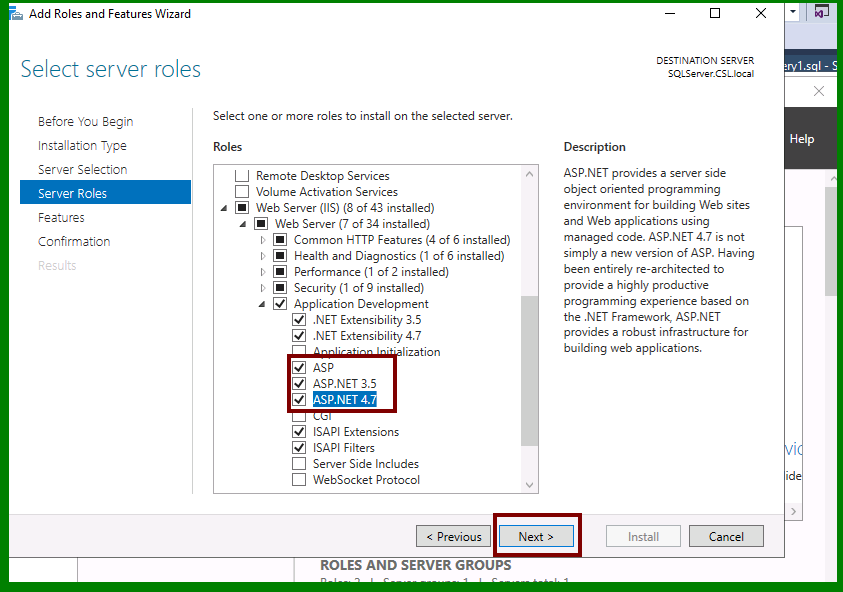 Add Roles and Features Wizard
Select server roles
DESTINATION SERVER
SQLServer.CSL.local
ery1.sql - S
Help
Before You Begin
Installation Type
Server Selection
Server Roles
Features
Confirmation
Results
Select one or more roles to install on the selected server.
Roles
Remote Desktop Services
Volume Activation Services
Web Server (IIS) (8 of 43 installed)
Web Server (7 of 34 installed)
Common HTTP Features (4 of 6 installed)
Health and Diagnostics (1 of 6 installed)
Performance (1 of 2 installed)
Security (1 of 9 installed)
Application Development
.NET Extensibility 3.5
.NET Extensibility 4.7
Application Initialization
ASP
ASP.NET 3.5
ASP.NET 4.7
CGI
ISAPI Extensions
ISAPI Filters
Server Side Includes
WebSocket Protocol
Description
ASP.NET provides a server side
object oriented programming
environment for building Web sites
and Web applications using
managed code. ASP.NET 4.7 is not
simply a new version of ASP. Having
been entirely re-architected to
provide a highly productive
programming experience based on
the .NET Framework, ASP.NET
provides a robust infrastructure for
building web applications.
vic
ide
< Previous
Next >
Install
Cancel
ROLES AND SERVER GROUPS
Roles: 2 | Server groups: 1 | Servers total: 1